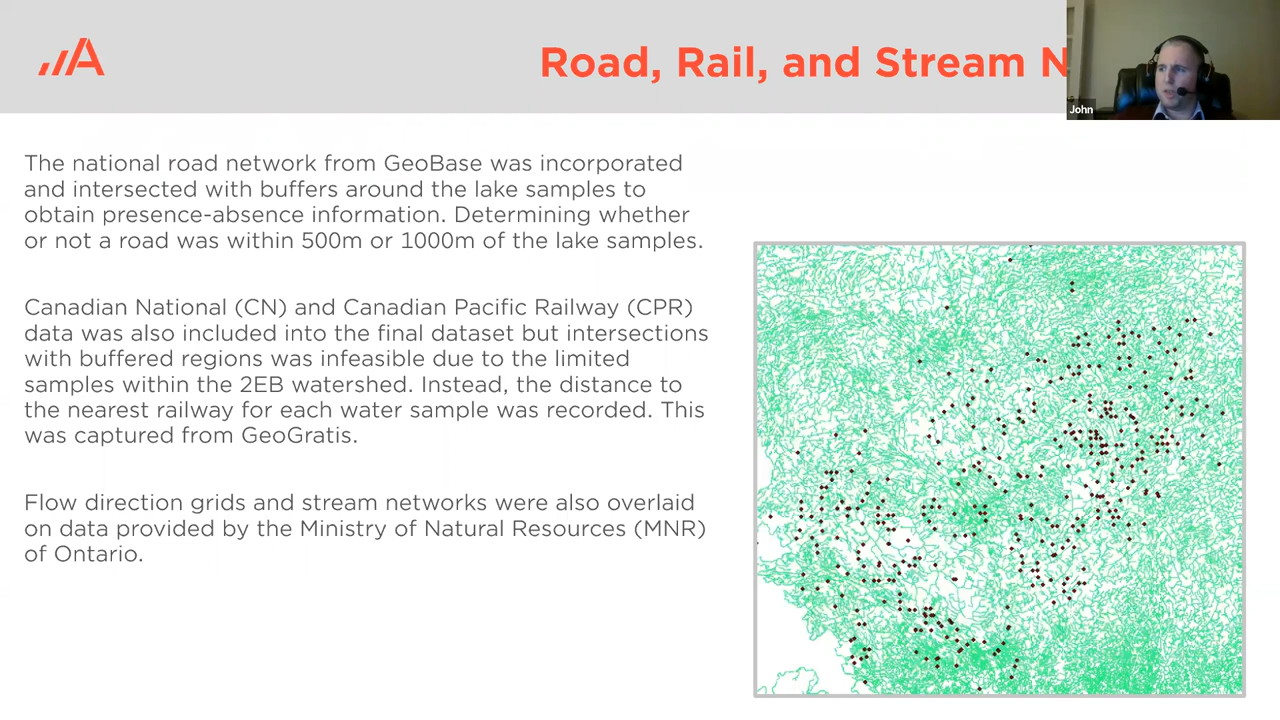 Road, Rail, and Stream N
John
The national road network from GeoBase was incorporated
and intersected with buffers around the lake samples to
obtain presence-absence information. Determining whether
or not a road was within 500m or 1000m of the lake samples.
Canadian National (CN) and Canadian Pacific Railway (CPR)
data was also included into the final dataset but intersections
with buffered regions was infeasible due to the limited
samples within the 2EB watershed. Instead, the distance to
the nearest railway for each water sample was recorded. This
was captured from GeoGratis.
Flow direction grids and stream networks were also overlaid
on data provided by the Ministry of Natural Resources (MNR)
of Ontario.